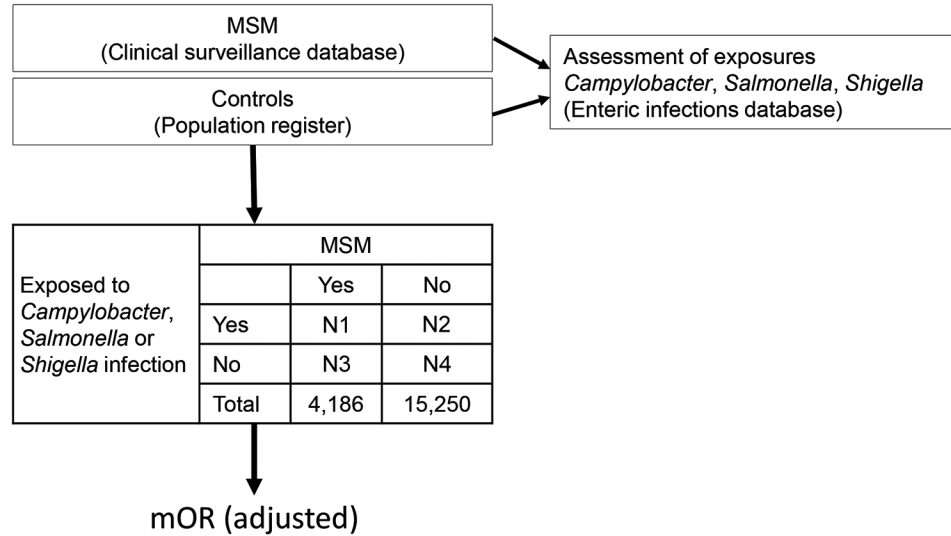 MSM
(Clinical surveillance database)
Controls
(Population register)
Assessment of exposures
Campylobacter, Salmonella, Shigella
(Enteric infections database)
MSM
Exposed to
Campylobacter,
Salmonella or
Shigella infection
Yes No
Yes N1 N2
No N3 N4
Total 4,186 15,250
mOR (adjusted)